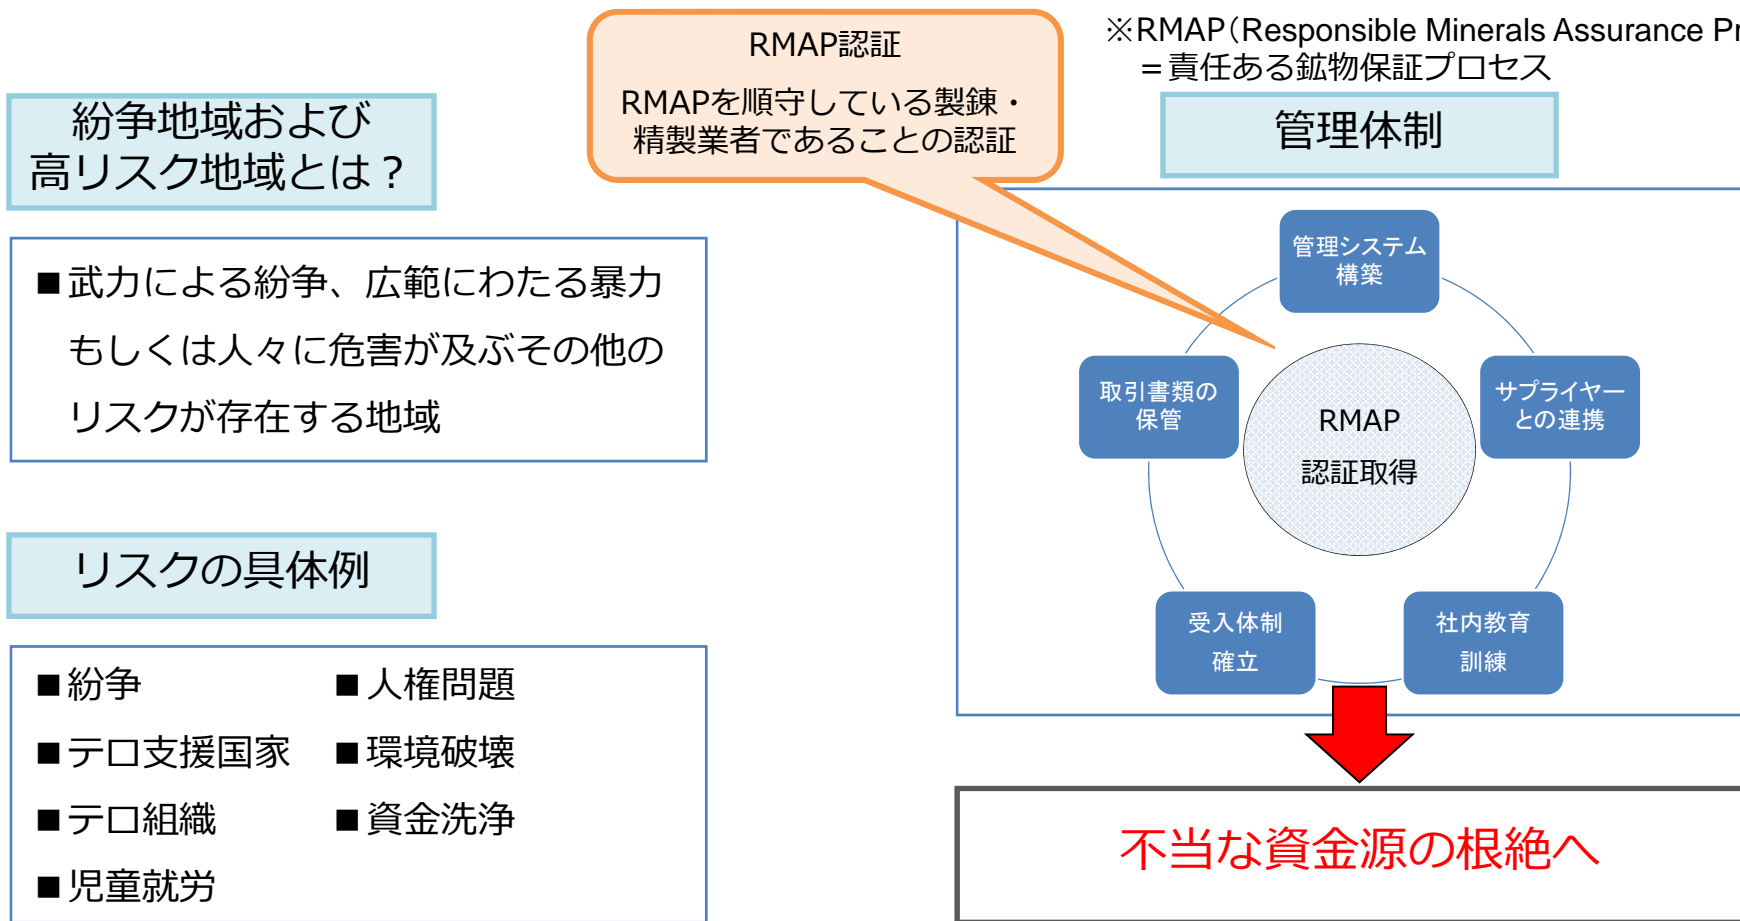 RMAP認証
RMAPを順守している製錬・
精製業者であることの認証
※RMAP（Responsible Minerals Assurance
＝責任ある鉱物保証プロセス
紛争地域および
高リスク地域とは？
■武力による紛争、広範にわたる暴力
もしくは人々に危害が及ぶその他の
リスクが存在する地域
リスクの具体例
■紛争
■テロ支援国家
■テロ組織
■児童就労
■人権問題
■環境破壊
■資金洗浄
管理体制
管理システム
構築
サプライヤー
との連携
社内教育
訓練
受入体制
確立
取引書類の
保管
RMAP
認証取得
不当な資金源の根絶へ